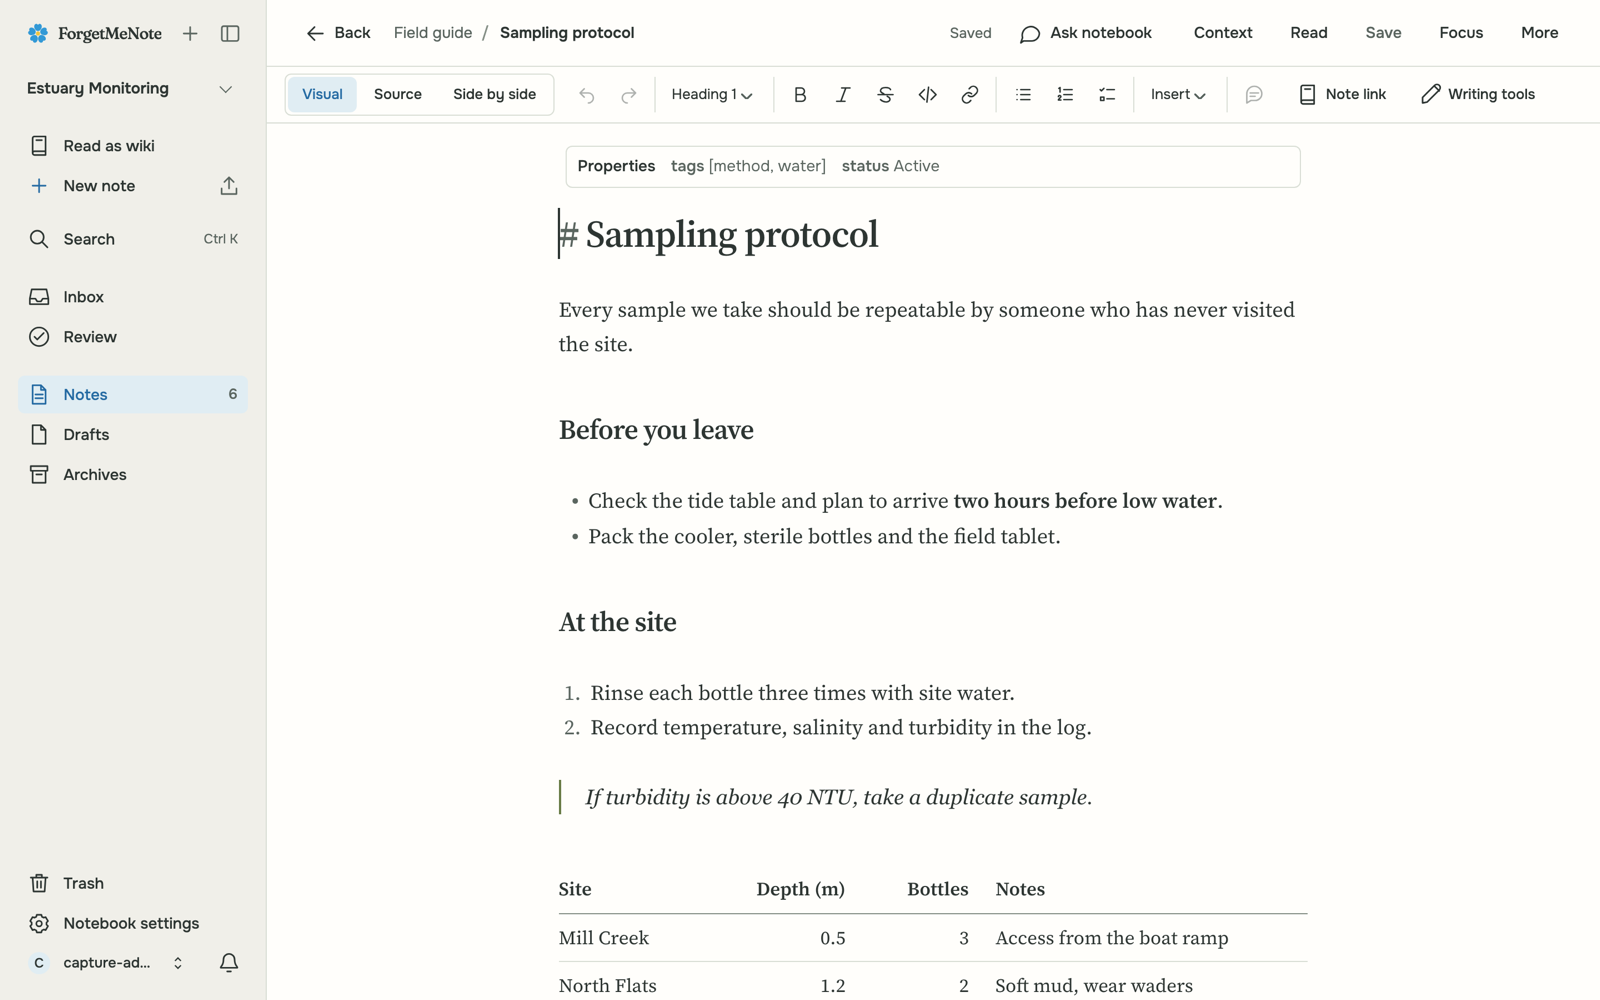 ForgetMeNote
Estuary Monitoring
Read as wiki
New note
Search Ctrl K
Inbox
Review
Notes 6
Drafts
Archives
Trash
Notebook settings
C capture-ad...
Back Field guide / Sampling protocol Saved Ask notebook Context Read Save Focus More
Visual Source Side by side Heading 1 B I S Insert Note link Writing tools
Properties tags [method, water] status Active
# Sampling protocol
Every sample we take should be repeatable by someone who has never visited
the site.
Before you leave
• Check the tide table and plan to arrive two hours before low water.
• Pack the cooler, sterile bottles and the field tablet.
At the site
1. Rinse each bottle three times with site water.
2. Record temperature, salinity and turbidity in the log.
If turbidity is above 40 NTU, take a duplicate sample.
Site Depth (m) Bottles Notes
Mill Creek 0.5 3 Access from the boat ramp
North Flats 1.2 2 Soft mud, wear waders